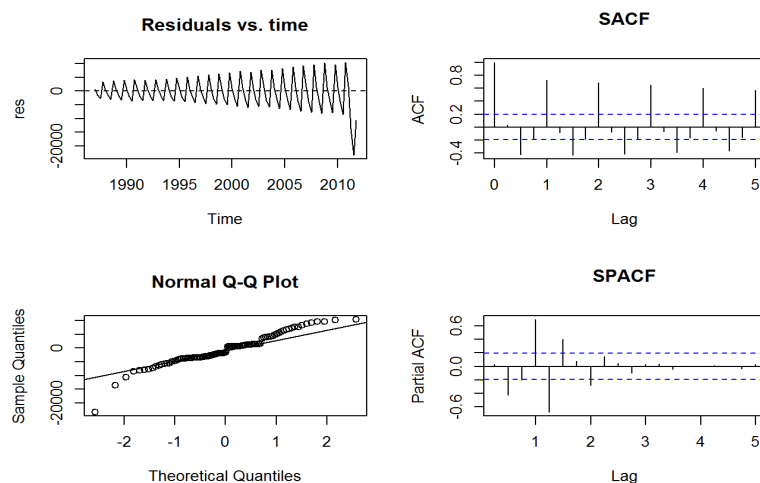 Residuals vs. time
res
0
-20000
1990 1995 2000 2005 2010
Time
SACF
ACF
0.8
0.2
-0.4
0 1 2 3 4 5
Lag
Normal Q-Q Plot
Sample Quantiles
0
-20000
-2 -1 0 1 2
Theoretical Quantiles
SPACF
Partial ACF
0.6
0.0
-0.6
1 2 3 4 5
Lag